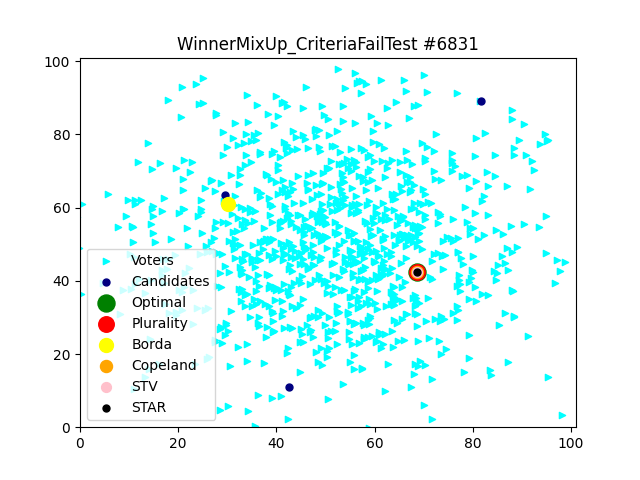 WinnerMixUp_CriteriaFailTest #6831
100
80
60
40
20
0
Voters
Candidates
Optimal
Plurality
Borda
Copeland
STV
STAR
0 20 40 60 80 100